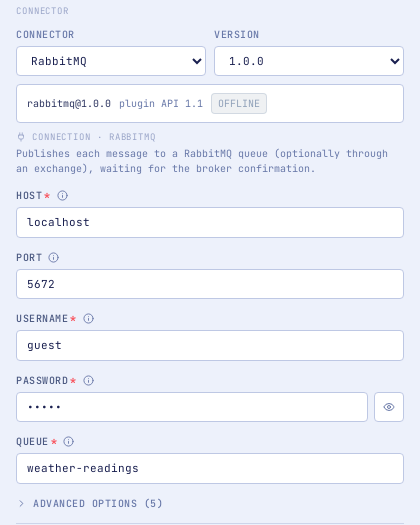 CONNECTOR
CONNECTOR VERSION
RabbitMQ 1.0.0
rabbitmq@1.0.0 plugin API 1.1 OFFLINE
CONNECTION · RABBITMQ
Publishes each message to a RabbitMQ queue (optionally through
an exchange), waiting for the broker confirmation.
HOST*
localhost
PORT
5672
USERNAME*
guest
PASSWORD*
•••••
QUEUE*
weather-readings
ADVANCED OPTIONS (5)